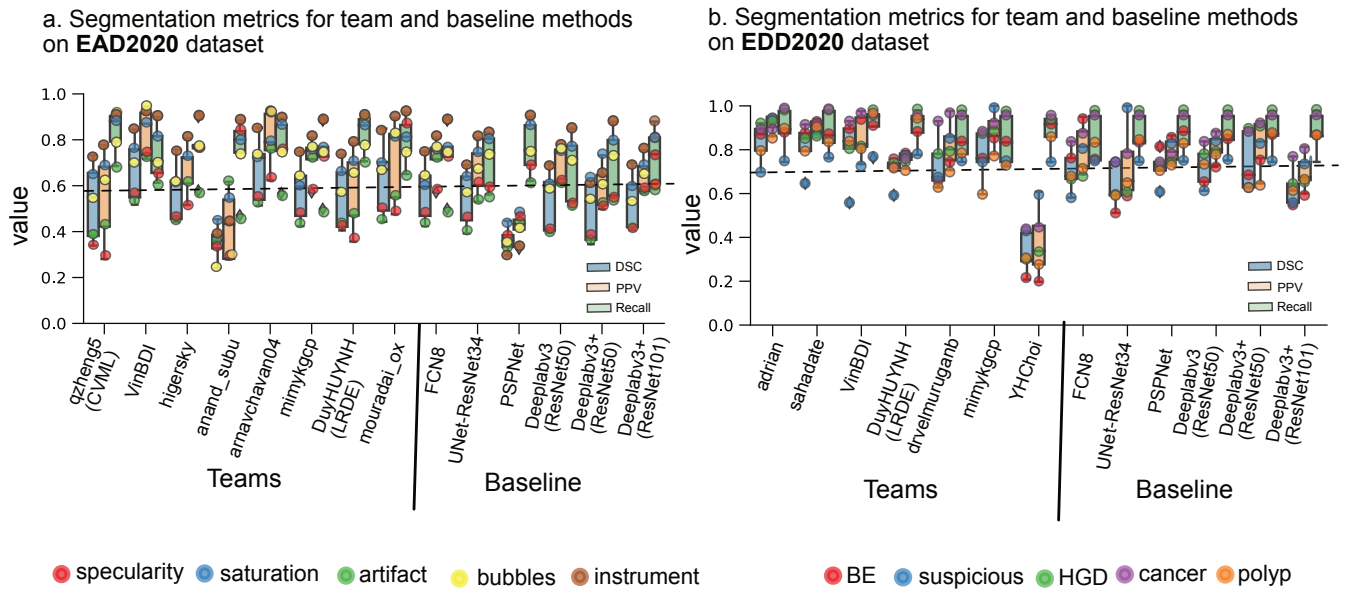 a. Segmentation metrics for team and baseline methods
on EAD2020 dataset
value
1.0
0.8
0.6
0.4
0.2
0.0
DSC
PPV
Recall
qzheng5
(CVML)
VinBDI
higersky
anand_subu
arnavchavan04
mimykgcp
DuyHUYNH
(LRDE)
mouradai_ox
FCN8
UNet-ResNet34
PSPNet
Deeplabv3
(ResNet50)
Deeplabv3+
(ResNet50)
Deeplabv3+
(ResNet101)
Teams
Baseline
specularity
saturation
artifact
bubbles
instrument
b. Segmentation metrics for team and baseline methods
on EDD2020 dataset
value
1.0
0.8
0.6
0.4
0.2
0.0
DSC
PPV
Recall
adrian
sahadate
VinBDI
DuyHUYNH
(LRDE)
drvelmuruganb
mimykgcp
YHChoi
FCN8
UNet-ResNet34
PSPNet
Deeplabv3
(ResNet50)
Deeplabv3+
(ResNet50)
Deeplabv3+
(ResNet101)
Teams
Baseline
BE
suspicious
HGD
cancer
polyp